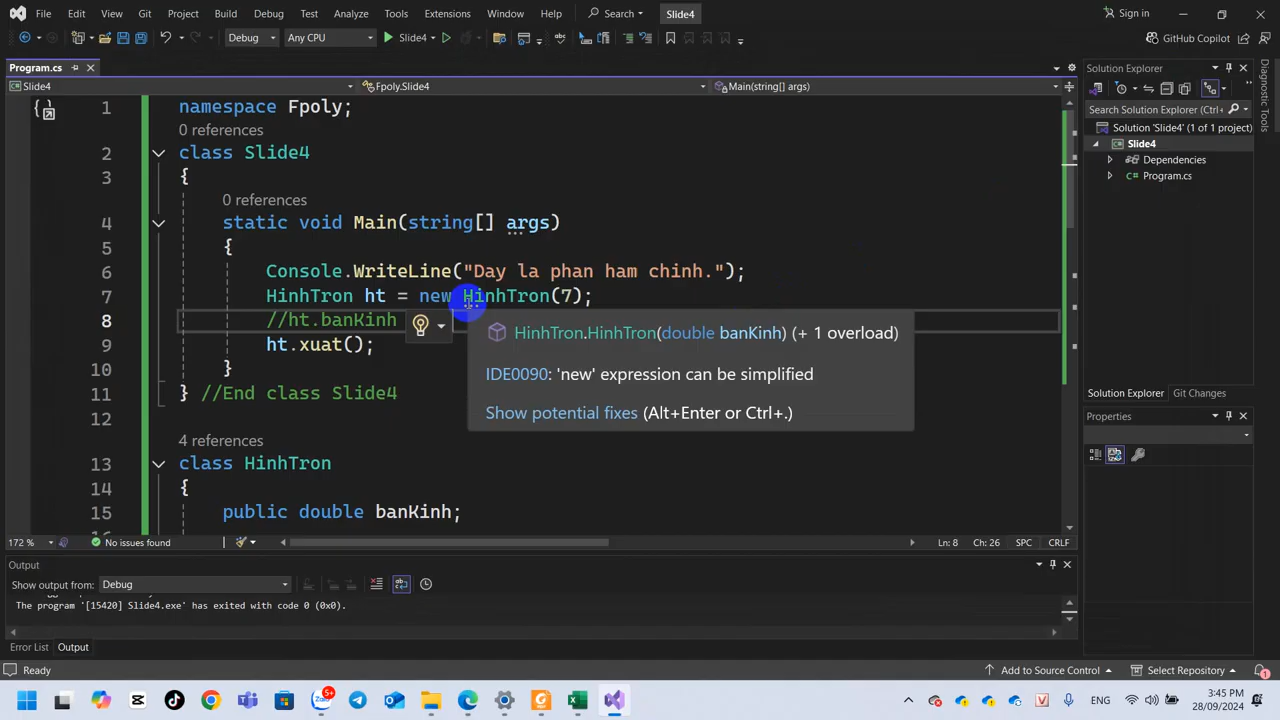 File Edit View Git Project Build Debug Test Analyze Tools Extensions Window Help Search Slide4 Sign in
Debug Any CPU Slide4 GitHub Copilot
Program.cs
Slide4 Fpoly.Slide4 Main(string[] args)
1 namespace Fpoly;
0 references
2 class Slide4
3 {
0 references
4 static void Main(string[] args)
5 {
6 Console.WriteLine("Day la phan ham chinh.");
7 HinhTron ht = new HinhTron(7);
8 //ht.banKinh
9 ht.xuat();
10 }
11 } //End class Slide4
12
4 references
13 class HinhTron
14 {
15 public double banKinh;
HinhTron.HinhTron(double banKinh) (+ 1 overload)
IDE0090: 'new' expression can be simplified
Show potential fixes (Alt+Enter or Ctrl+.)
172 % No issues found Ln: 8 Ch: 26 SPC CRLF
Output
Show output from: Debug
The program '[15420] Slide4.exe' has exited with code 0 (0x0).
Error List Output
Solution Explorer
Search Solution Explorer (Ctrl+
Solution 'Slide4' (1 of 1 project)
Slide4
Dependencies
Program.cs
Solution Explorer Git Changes
Properties
Diagnostic Tools
Ready Add to Source Control Select Repository 1
Zalo 5+ ENG 3:45 PM
28/09/2024